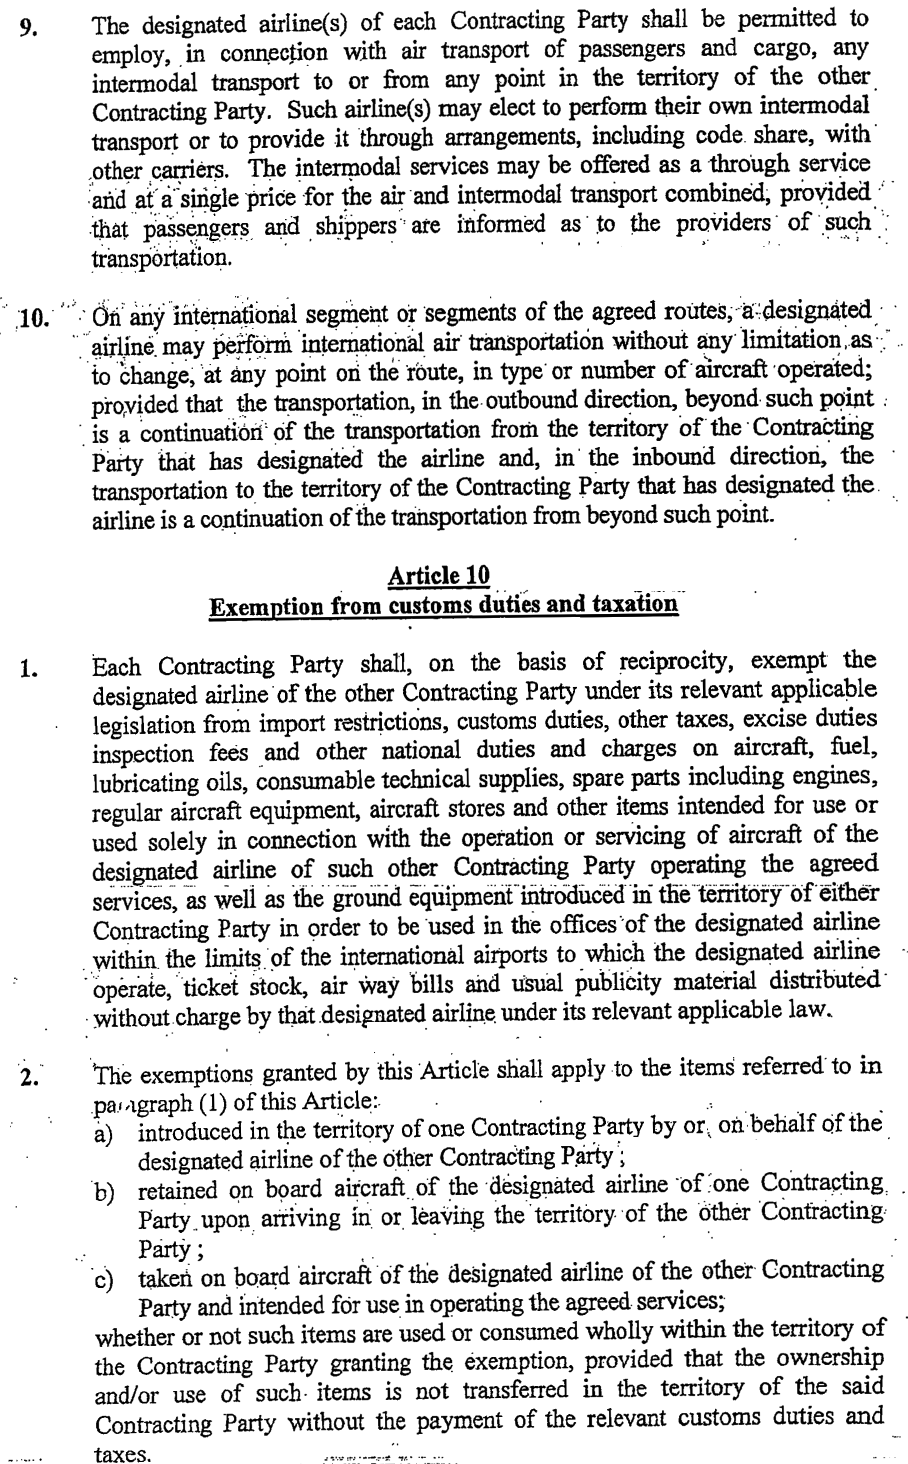 9. The designated airline(s) of each Contracting Party shall be permitted to
employ, in connection with air transport of passengers and cargo, any
intermodal transport to or from any point in the territory of the other
Contracting Party. Such airline(s) may elect to perform their own intermodal
transport or to provide it through arrangements, including code share, with
other carriers. The intermodal services may be offered as a through service
and at a single price for the air and intermodal transport combined, provided
that passengers and shippers are informed as to the providers of such
transportation.
10. On any international segment or segments of the agreed routes, a designated
airline may perform international air transportation without any limitation as
to change, at any point on the route, in type or number of aircraft operated;
provided that the transportation, in the outbound direction, beyond such point
is a continuation of the transportation from the territory of the Contracting
Party that has designated the airline and, in the inbound direction, the
transportation to the territory of the Contracting Party that has designated the
airline is a continuation of the transportation from beyond such point.
Article 10
Exemption from customs duties and taxation
1. Each Contracting Party shall, on the basis of reciprocity, exempt the
designated airline of the other Contracting Party under its relevant applicable
legislation from import restrictions, customs duties, other taxes, excise duties
inspection fees and other national duties and charges on aircraft, fuel,
lubricating oils, consumable technical supplies, spare parts including engines,
regular aircraft equipment, aircraft stores and other items intended for use or
used solely in connection with the operation or servicing of aircraft of the
designated airline of such other Contracting Party operating the agreed
services, as well as the ground equipment introduced in the territory of either
Contracting Party in order to be used in the offices of the designated airline
within the limits of the international airports to which the designated airline
operate, ticket stock, air way bills and usual publicity material distributed
without charge by that designated airline under its relevant applicable law.
2. The exemptions granted by this Article shall apply to the items referred to in
paragraph (1) of this Article:
a) introduced in the territory of one Contracting Party by or on behalf of the
designated airline of the other Contracting Party ;
b) retained on board aircraft of the designated airline of one Contracting
Party upon arriving in or leaving the territory of the other Contracting
Party ;
c) taken on board aircraft of the designated airline of the other Contracting
Party and intended for use in operating the agreed services;
whether or not such items are used or consumed wholly within the territory of
the Contracting Party granting the exemption, provided that the ownership
and/or use of such items is not transferred in the territory of the said
Contracting Party without the payment of the relevant customs duties and
taxes.